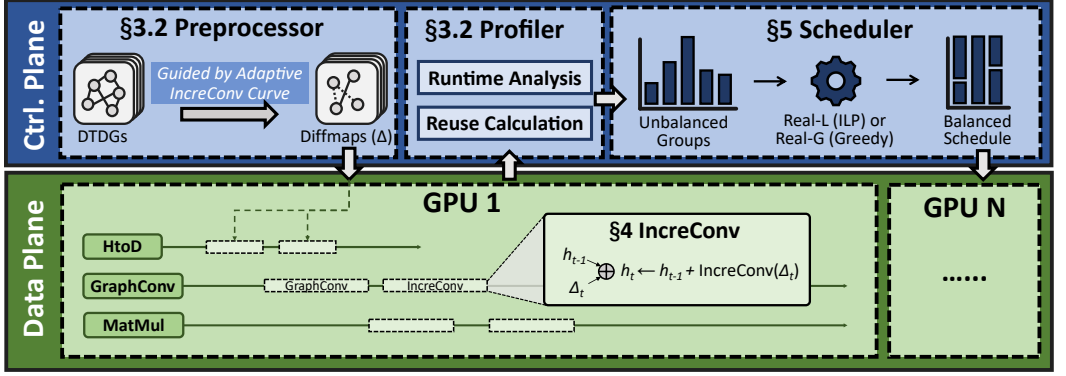 Ctrl. Plane
§3.2 Preprocessor
Guided by Adaptive
IncreConv Curve
DTDGs
Diffmaps (Δ)
§3.2 Profiler
Runtime Analysis
Reuse Calculation
§5 Scheduler
Unbalanced
Groups
Real-L (ILP) or
Real-G (Greedy)
Balanced
Schedule
Data Plane
GPU 1
HtoD
GraphConv
GraphConv
IncreConv
MatMul
§4 IncreConv
h_{t-1}
Δ_t
⊕ h_t ← h_{t-1} + IncreConv(Δ_t)
GPU N
......